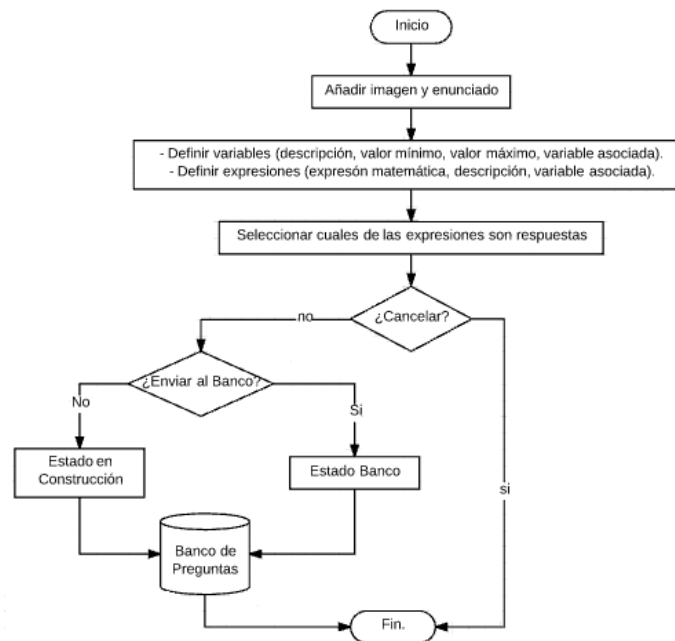 Inicio
Añadir imagen y enunciado
- Definir variables (descripción, valor mínimo, valor máximo, variable asociada).
- Definir expresiones (expresón matemática, descripción, variable asociada).
Seleccionar cuales de las expresiones son respuestas
¿Cancelar?
no
¿Enviar al Banco?
No
Si
Estado en
Construcción
Estado Banco
si
Banco de
Preguntas
Fin.